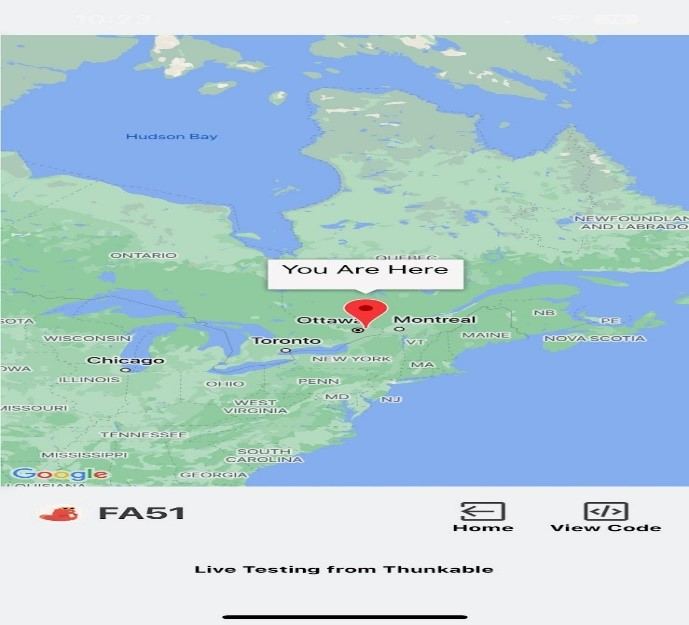 Hudson Bay
NEWFOUNDLAN
AND LABRADO
ONTARIO
QUEBEC
You Are Here
Ottawa
Montreal
NB
PE
SOTA
WISCONSIN
Toronto
VT
MAINE
NOVA SCOTIA
Chicago
NEW YORK
MA
OWA
ILLINOIS
OHIO
PENN
MISSOURI
WEST
VIRGINIA
MD
NJ
TENNESSEE
MISSISSIPPI
SOUTH
CAROLINA
Google
GEORGIA
LOUISIANA
FA51
Home
View Code
Live Testing from Thunkable